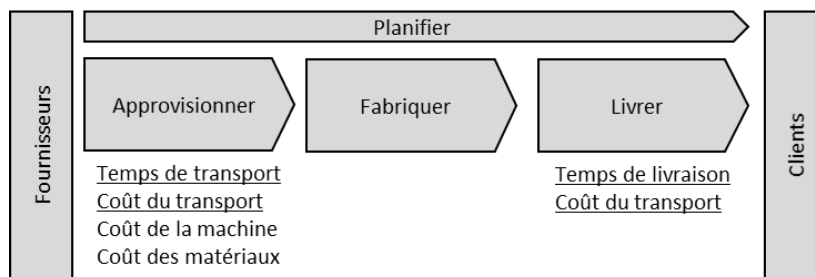 Fournisseurs
Planifier
Approvisionner
Fabriquer
Livrer
Temps de transport
Coût du transport
Coût de la machine
Coût des matériaux
Temps de livraison
Coût du transport
Clients